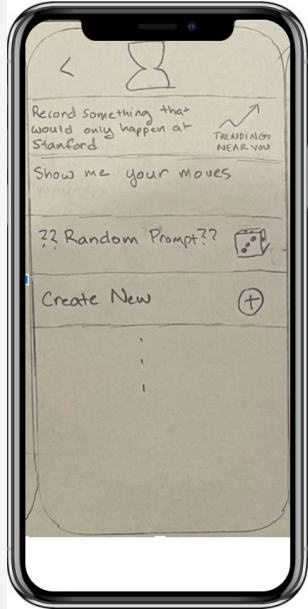 Record something that
would only happen at
Stanford
TRENDING
NEAR YOU
Show me your moves
?? Random Prompt??
Create New